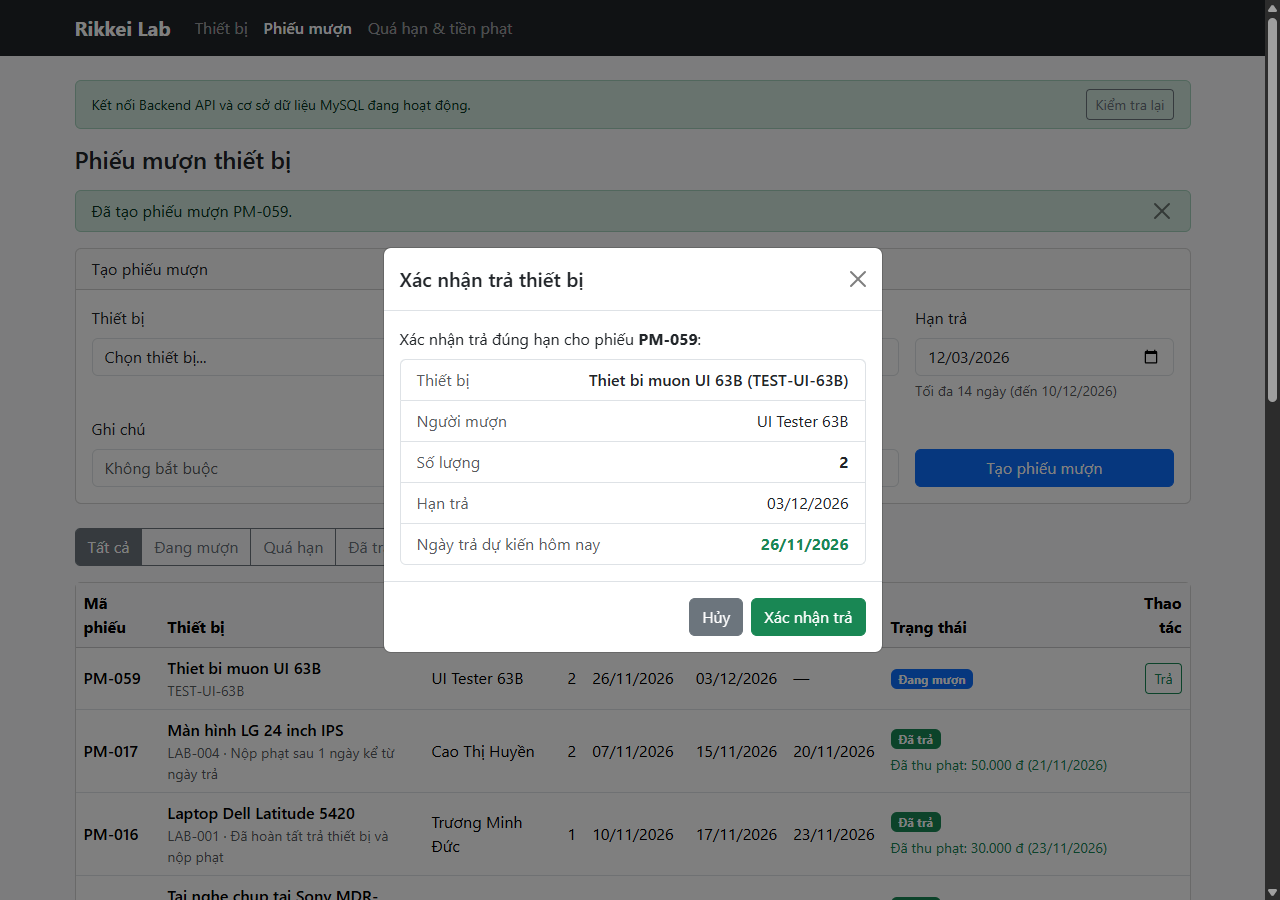 Rikkei Lab Thiết bị Phiếu mượn Quá hạn & tiền phạt
Kết nối Backend API và cơ sở dữ liệu MySQL đang hoạt động. Kiểm tra lại
Phiếu mượn thiết bị
Đã tạo phiếu mượn PM-059.
Tạo phiếu mượn
Thiết bị
Hạn trả
Chọn thiết bị...
12/03/2026
Tối đa 14 ngày (đến 10/12/2026)
Ghi chú
Không bắt buộc
Tạo phiếu mượn
Tất cả Đang mượn Quá hạn Đã tr
Xác nhận trả thiết bị
Xác nhận trả đúng hạn cho phiếu PM-059:
Thiết bị Thiet bi muon UI 63B (TEST-UI-63B)
Người mượn UI Tester 63B
Số lượng 2
Hạn trả 03/12/2026
Ngày trả dự kiến hôm nay 26/11/2026
Hủy Xác nhận trả
Mã phiếu Thiết bị Trạng thái Thao tác
PM-059 Thiet bi muon UI 63B UI Tester 63B 2 26/11/2026 03/12/2026 — Đang mượn Trả
TEST-UI-63B
PM-017 Màn hình LG 24 inch IPS Cao Thị Huyền 2 07/11/2026 15/11/2026 20/11/2026 Đã trả
LAB-004 · Nộp phạt sau 1 ngày kể từ
ngày trả
Đã thu phạt: 50.000 đ (21/11/2026)
PM-016 Laptop Dell Latitude 5420 Trương Minh Đức 1 10/11/2026 17/11/2026 23/11/2026 Đã trả
LAB-001 · Đã hoàn tất trả thiết bị và
nộp phạt
Đã thu phạt: 30.000 đ (23/11/2026)
Tai nghe chụp tai Sony MDR-